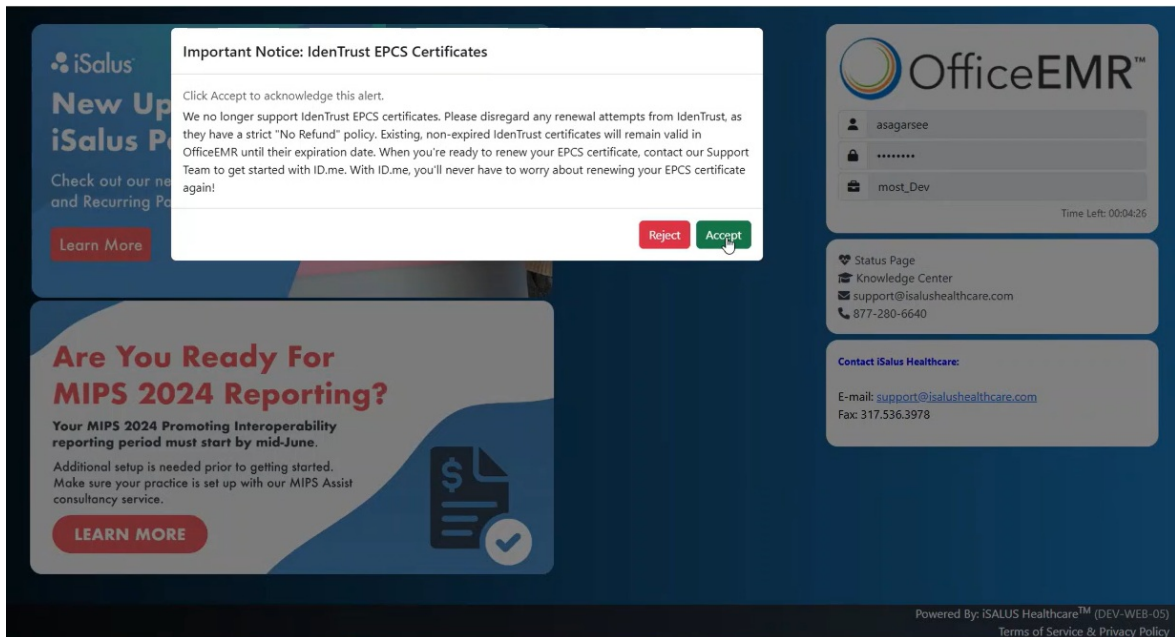 iSalus
New Up
iSalus P
Check out our ne
and Recurring Pa
Learn More
Important Notice: IdenTrust EPCS Certificates
Click Accept to acknowledge this alert.
We no longer support IdenTrust EPCS certificates. Please disregard any renewal attempts from IdenTrust, as
they have a strict "No Refund" policy. Existing, non-expired IdenTrust certificates will remain valid in
OfficeEMR until their expiration date. When you're ready to renew your EPCS certificate, contact our Support
Team to get started with ID.me. With ID.me, you'll never have to worry about renewing your EPCS certificate
again!
Reject Accept
Are You Ready For
MIPS 2024 Reporting?
Your MIPS 2024 Promoting Interoperability
reporting period must start by mid-June.
Additional setup is needed prior to getting started.
Make sure your practice is set up with our MIPS Assist
consultancy service.
LEARN MORE
$
OfficeEMR™
asagarsee
••••••••
most_Dev
Time Left: 00:04:26
Status Page
Knowledge Center
support@isalushealthcare.com
877-280-6640
Contact iSalus Healthcare:
E-mail: support@isalushealthcare.com
Fax: 317.536.3978
Powered By: iSALUS Healthcare™ (DEV-WEB-05)
Terms of Service & Privacy Policy